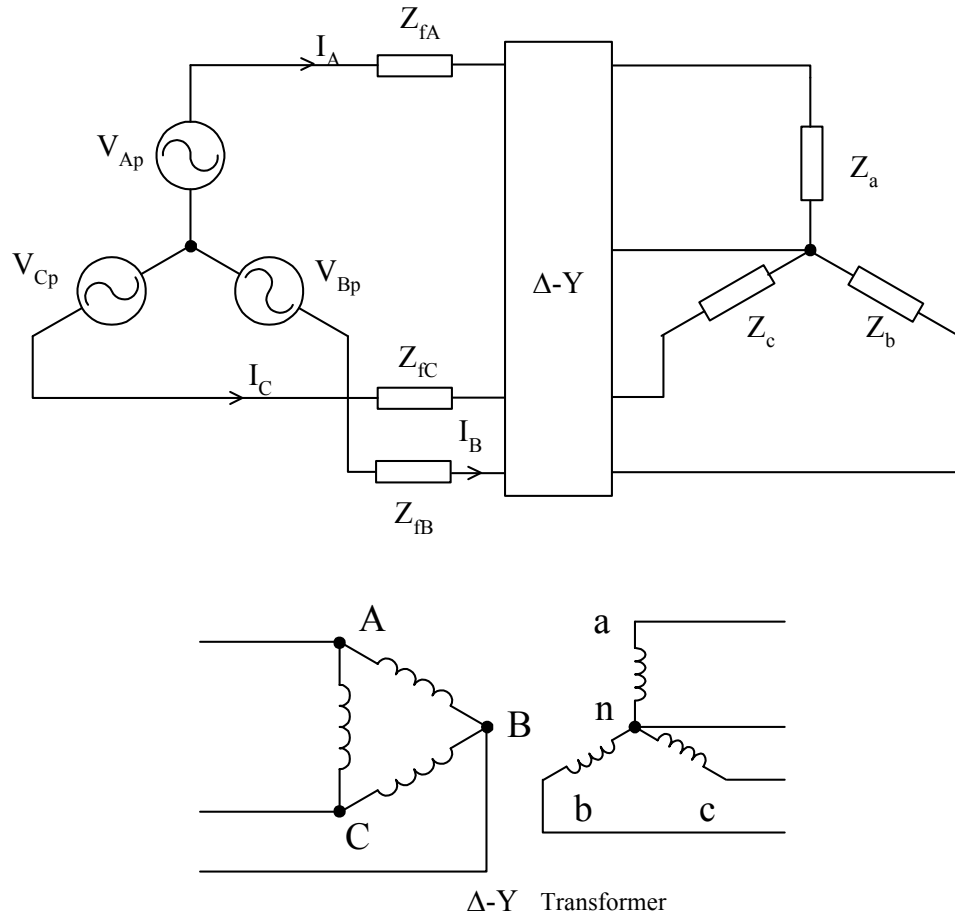 Z_fA
I_A
V_Ap
Z_a
V_Cp
V_Bp
Δ-Y
Z_c
Z_b
Z_fC
I_C
I_B
Z_fB
a
A
n
B
b
c
C
Δ-Y Transformer